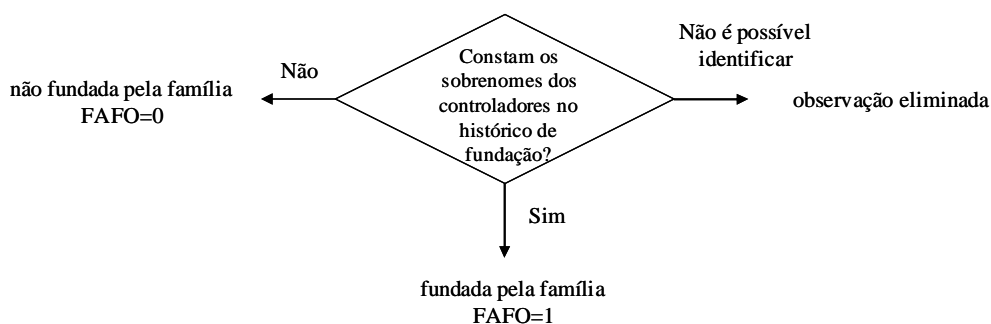 Constam os
sobrenomes dos
controladores no
histórico de
fundação?
Não
não fundada pela família
FAFO=0
Não é possível
identificar
observação eliminada
Sim
fundada pela família
FAFO=1